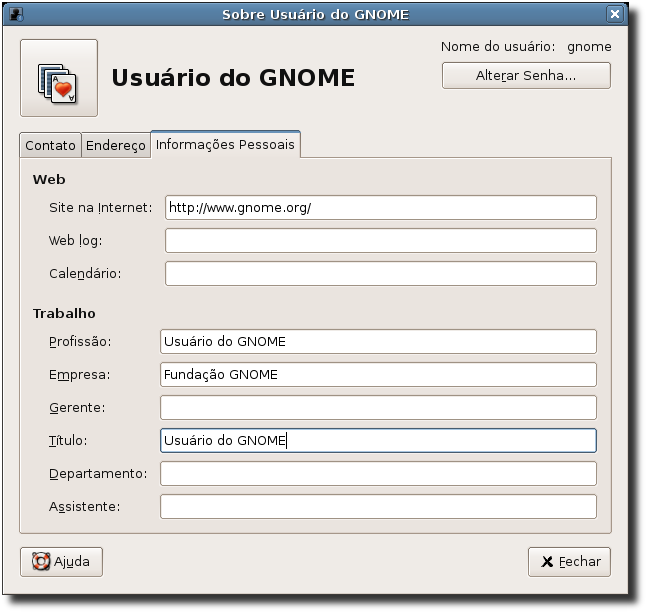 Sobre Usuário do GNOME
Nome do usuário: gnome
Usuário do GNOME
Alterar Senha...
Contato Endereço Informações Pessoais
Web
Site na Internet: http://www.gnome.org/
Web log:
Calendário:
Trabalho
Profissão: Usuário do GNOME
Empresa: Fundação GNOME
Gerente:
Título: Usuário do GNOME
Departamento:
Assistente:
Ajuda Fechar